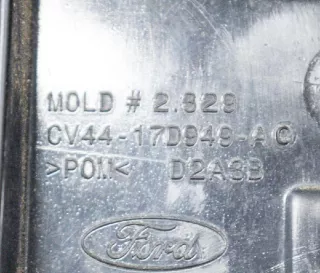 MOLD # 2.829
CV44-17D949-A©
>POM< D2A3B
Ford